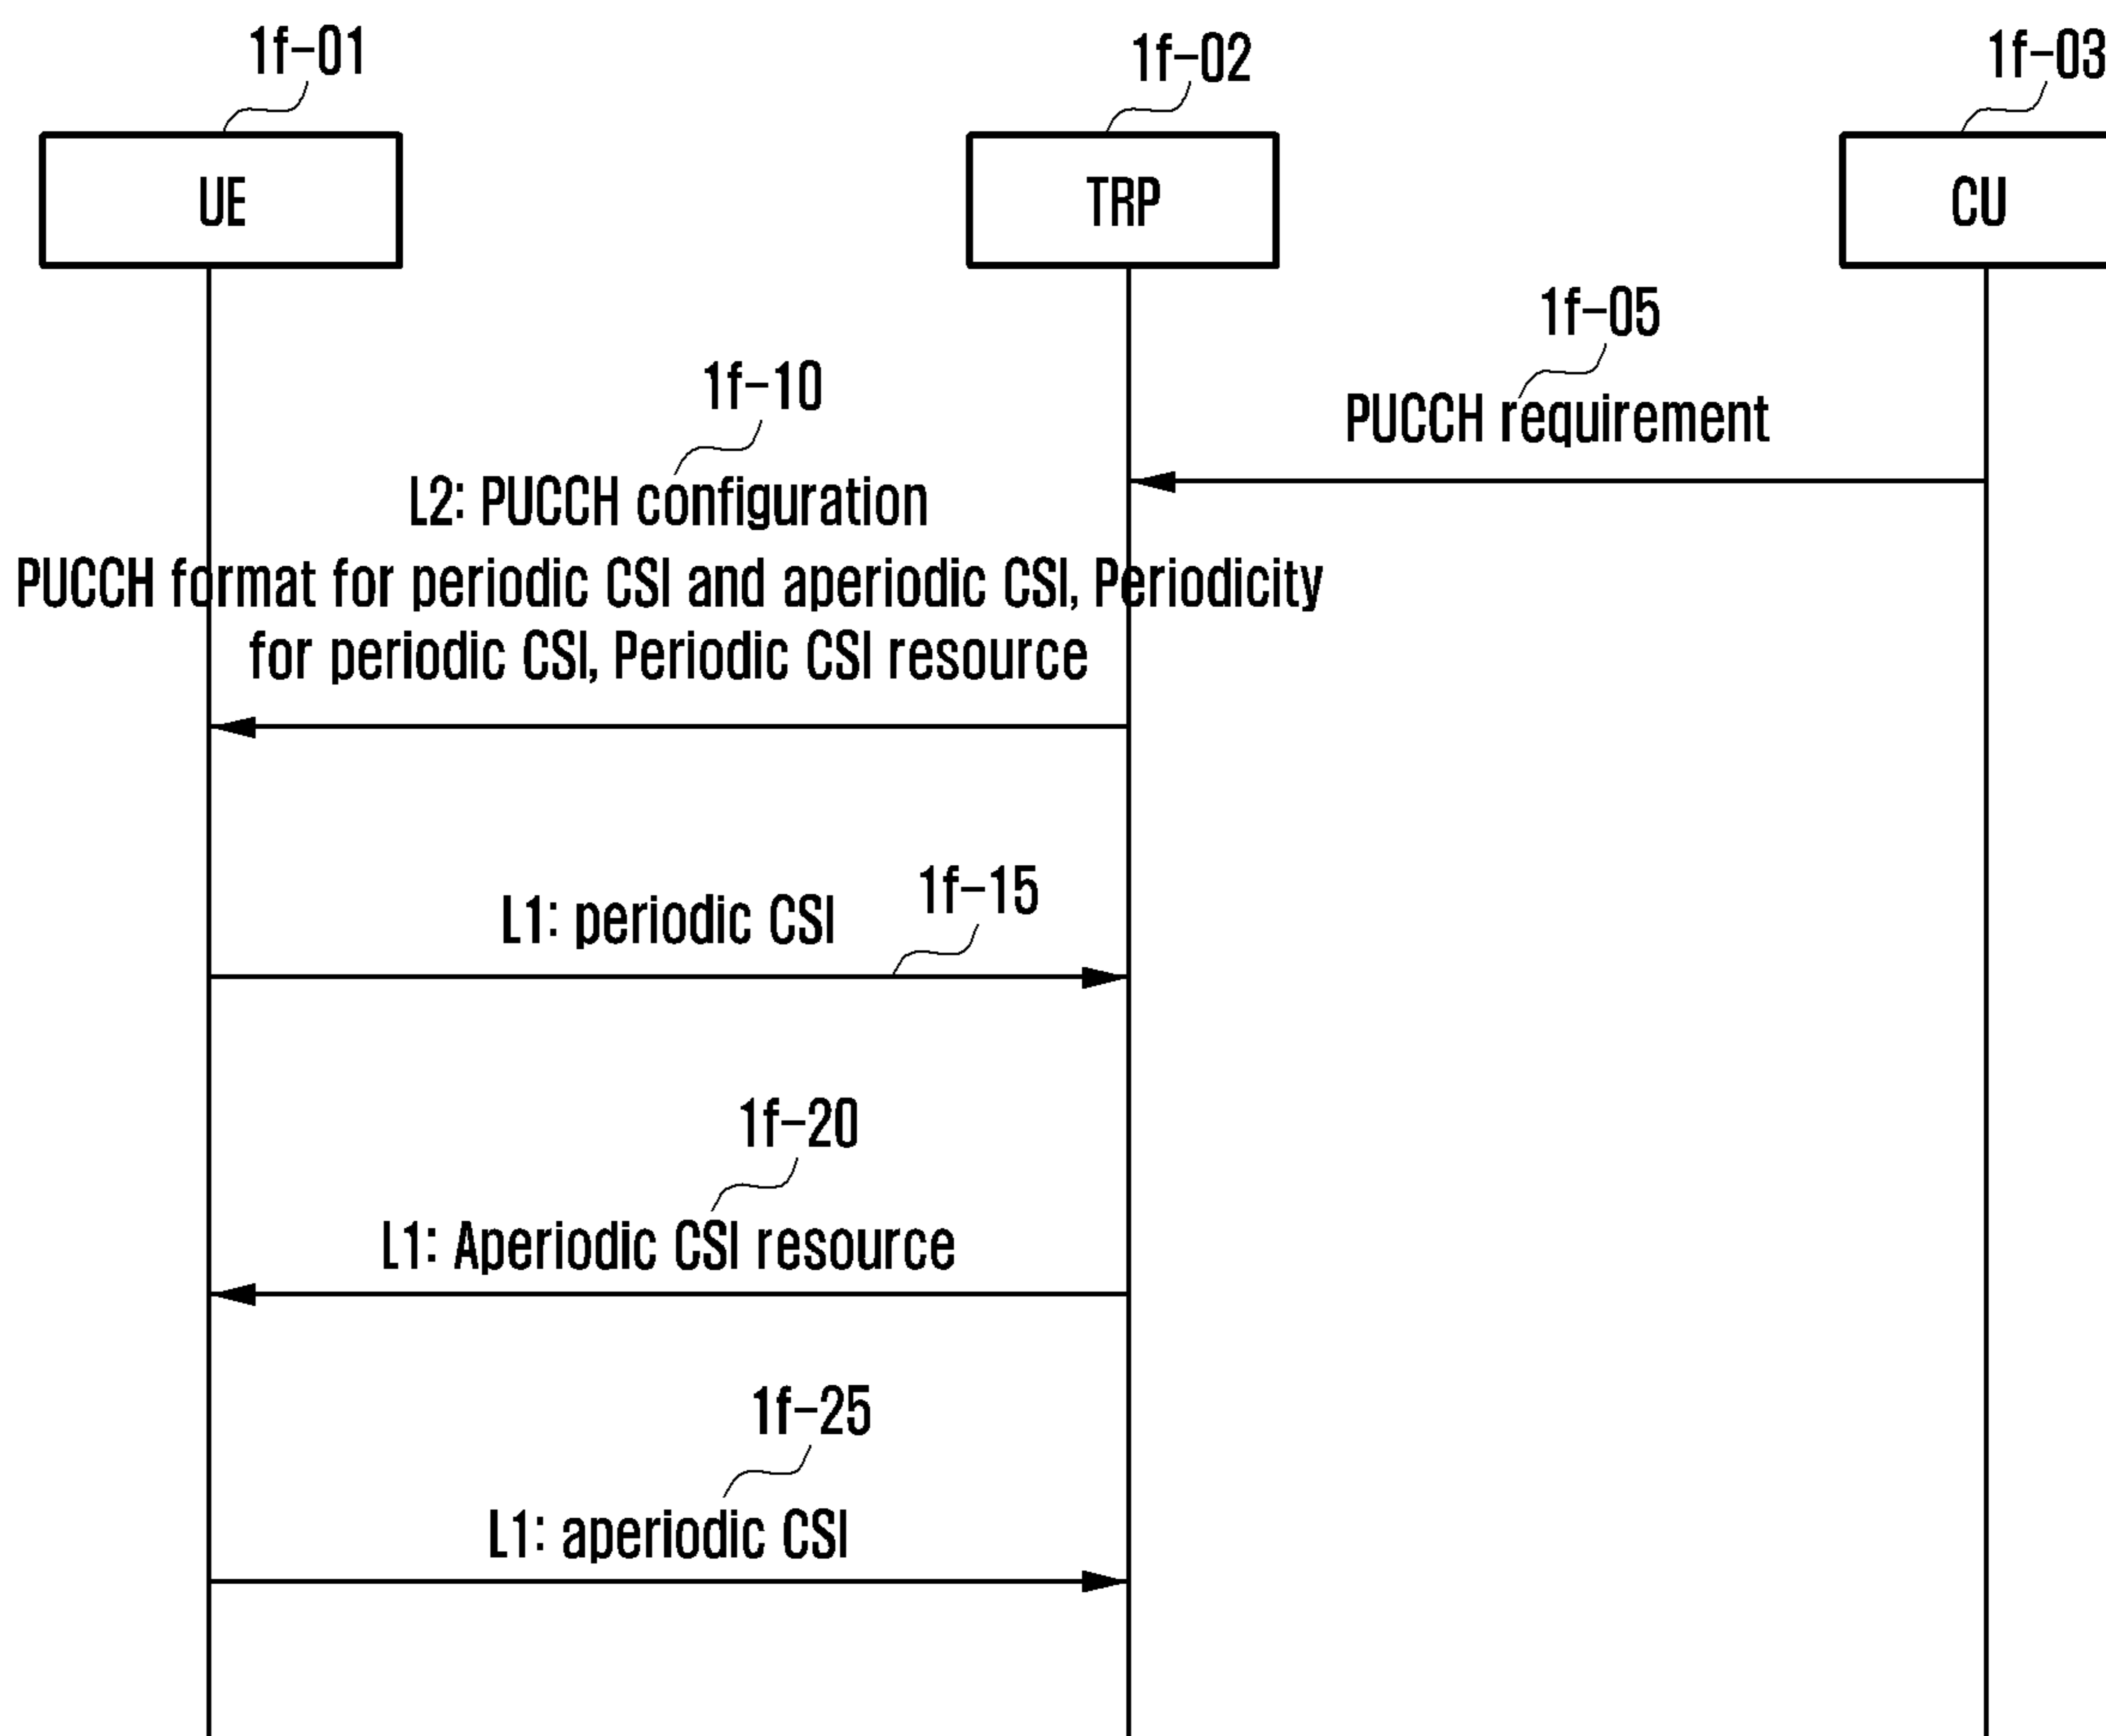 1f-01
1f-02
1f-03
UE
TRP
CU
1f-05
PUCCH requirement
1f-10
L2: PUCCH configuration
PUCCH format for periodic CSI and aperiodic CSI, Periodicity
for periodic CSI, Periodic CSI resource
1f-15
L1: periodic CSI
1f-20
L1: Aperiodic CSI resource
1f-25
L1: aperiodic CSI